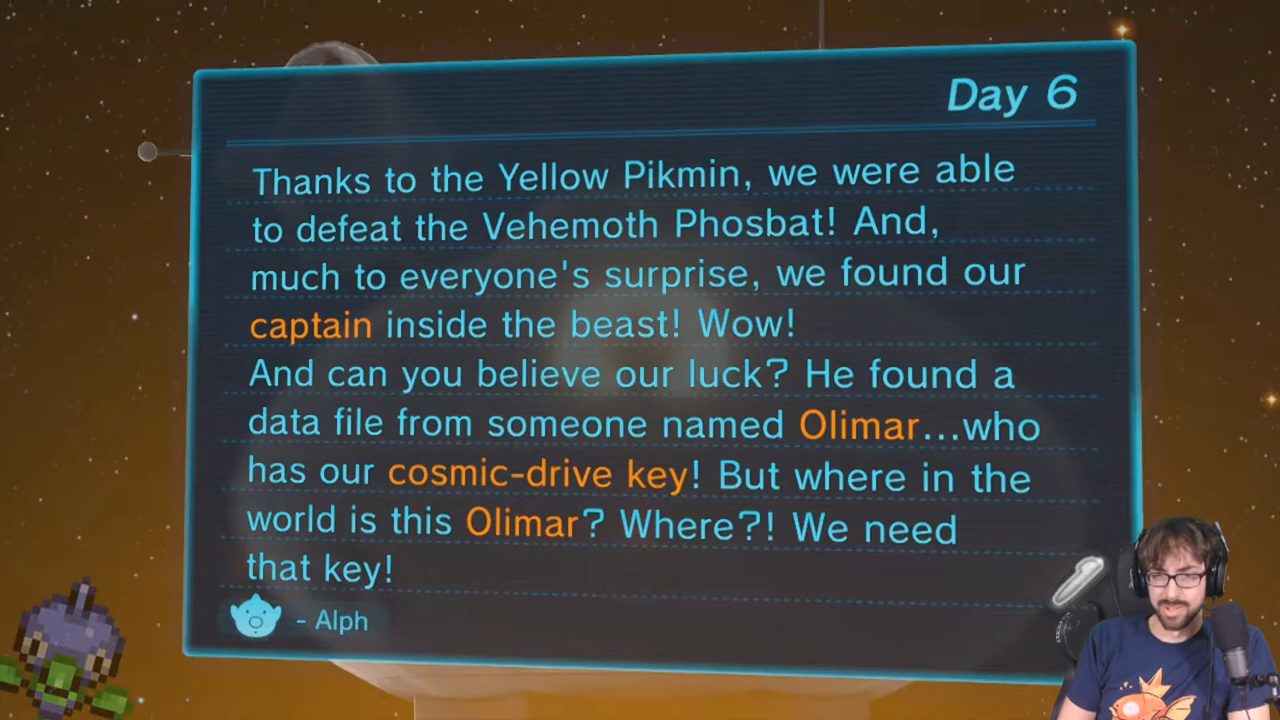 Day 6
Thanks to the Yellow Pikmin, we were able
to defeat the Vehemoth Phosbat! And,
much to everyone's surprise, we found our
captain inside the beast! Wow!
And can you believe our luck? He found a
data file from someone named Olimar...who
has our cosmic-drive key! But where in the
world is this Olimar? Where?! We need
that key!
- Alph